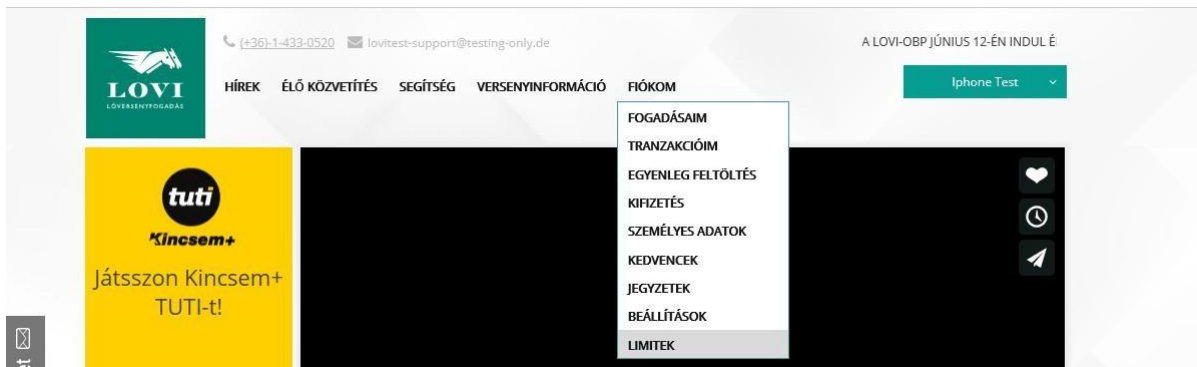 (+36)-1-433-0520 lovitest-support@testing-only.de
A LOVI-OBP JÚNIUS 12-ÉN INDUL É
LOVI
LÓVERSENYFOGADÁS
HÍREK ÉLŐ KÖZVETÍTÉS SEGÍTSÉG VERSENYINFORMÁCIÓ FIÓKOM
Iphone Test
FOGADÁSAIM
TRANZAKCIÓIM
EGYENLEG FELTÖLTÉS
KIFIZETÉS
SZEMÉLYES ADATOK
KEDVENCEK
JEGYZETEK
BEÁLLÍTÁSOK
LIMITEK
tuti
Kincsem+
Játsszon Kincsem+
TUTI-t!